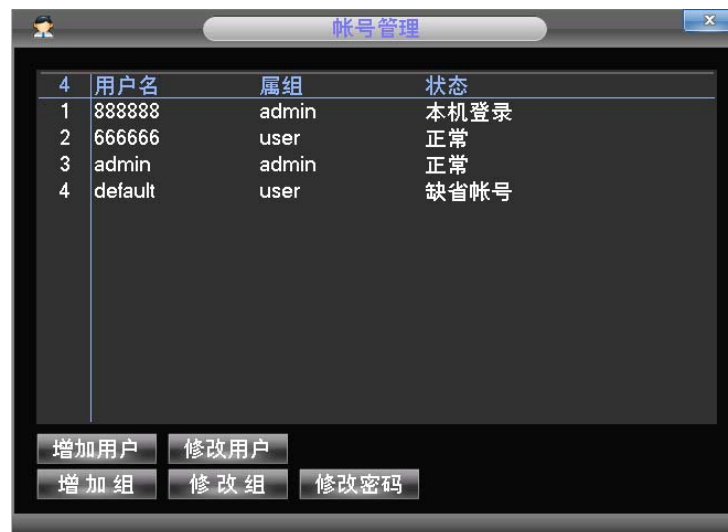 帐号管理
x
4 用户名 属组 状态
1 888888 admin 本机登录
2 666666 user 正常
3 admin admin 正常
4 default user 缺省帐号
增加用户 修改用户
增加组 修改组 修改密码